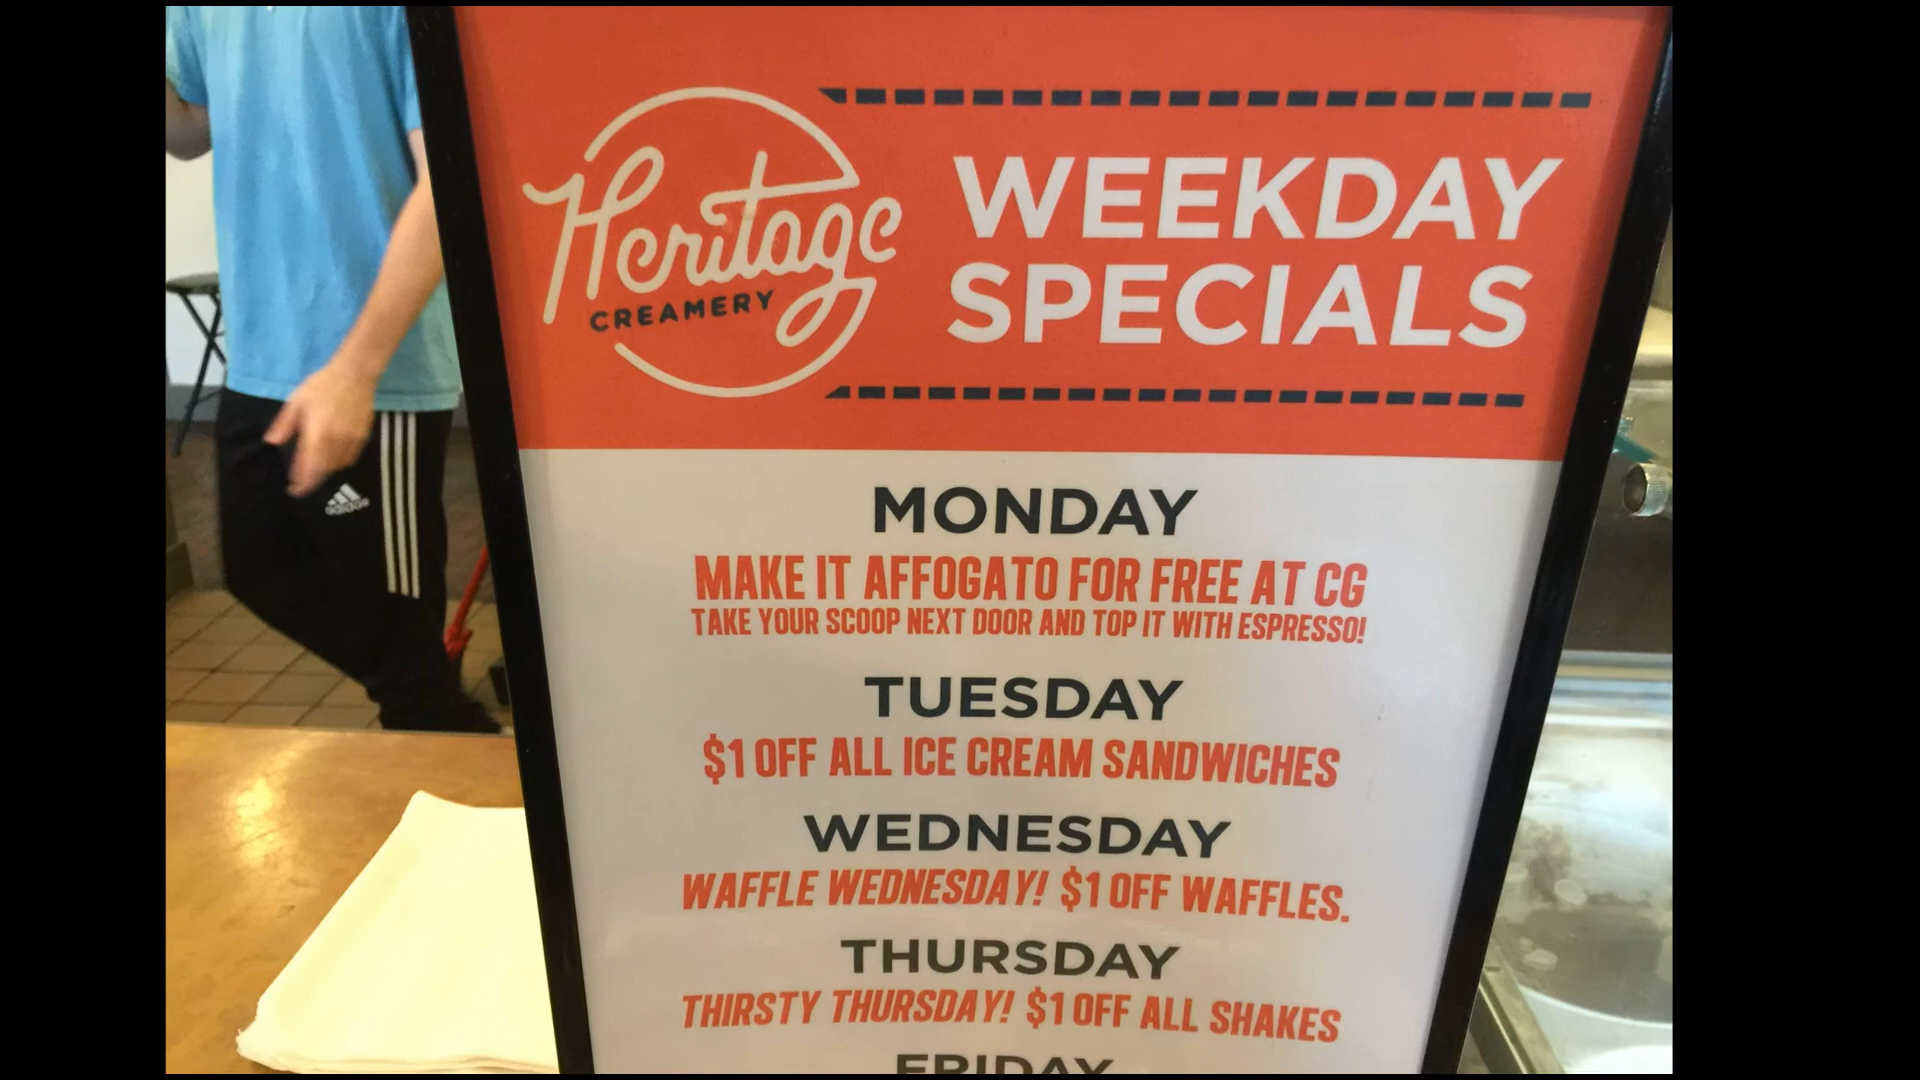 Heritage
CREAMERY
WEEKDAY
SPECIALS
adidas
MONDAY
MAKE IT AFFOGATO FOR FREE AT CG
TAKE YOUR SCOOP NEXT DOOR AND TOP IT WITH ESPRESSO!
TUESDAY
$1 OFF ALL ICE CREAM SANDWICHES
WEDNESDAY
WAFFLE WEDNESDAY! $1 OFF WAFFLES.
THURSDAY
THIRSTY THURSDAY! $1 OFF ALL SHAKES
FRIDAY